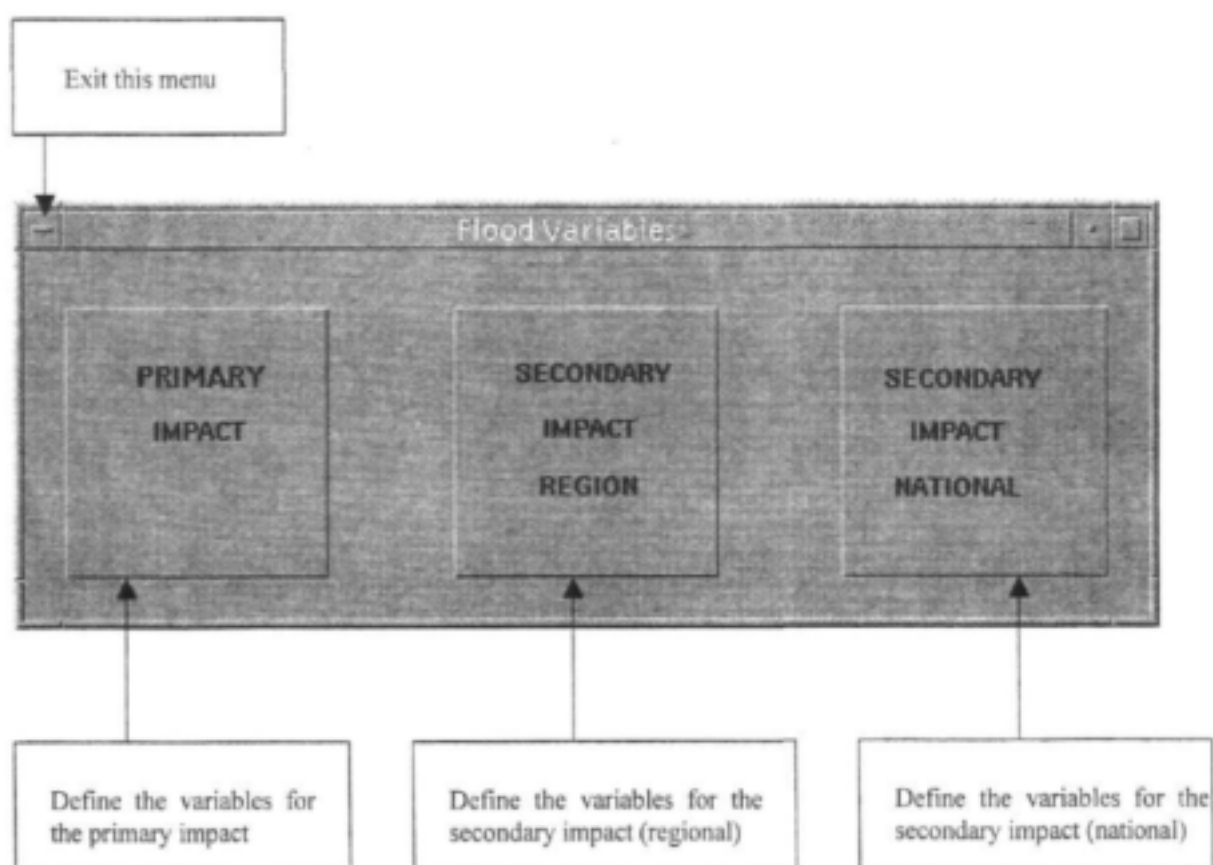 Exit this menu
Flood Variables
PRIMARY
IMPACT
SECONDARY
IMPACT
REGION
SECONDARY
IMPACT
NATIONAL
Define the variables for
the primary impact
Define the variables for the
secondary impact (regional)
Define the variables for the
secondary impact (national)